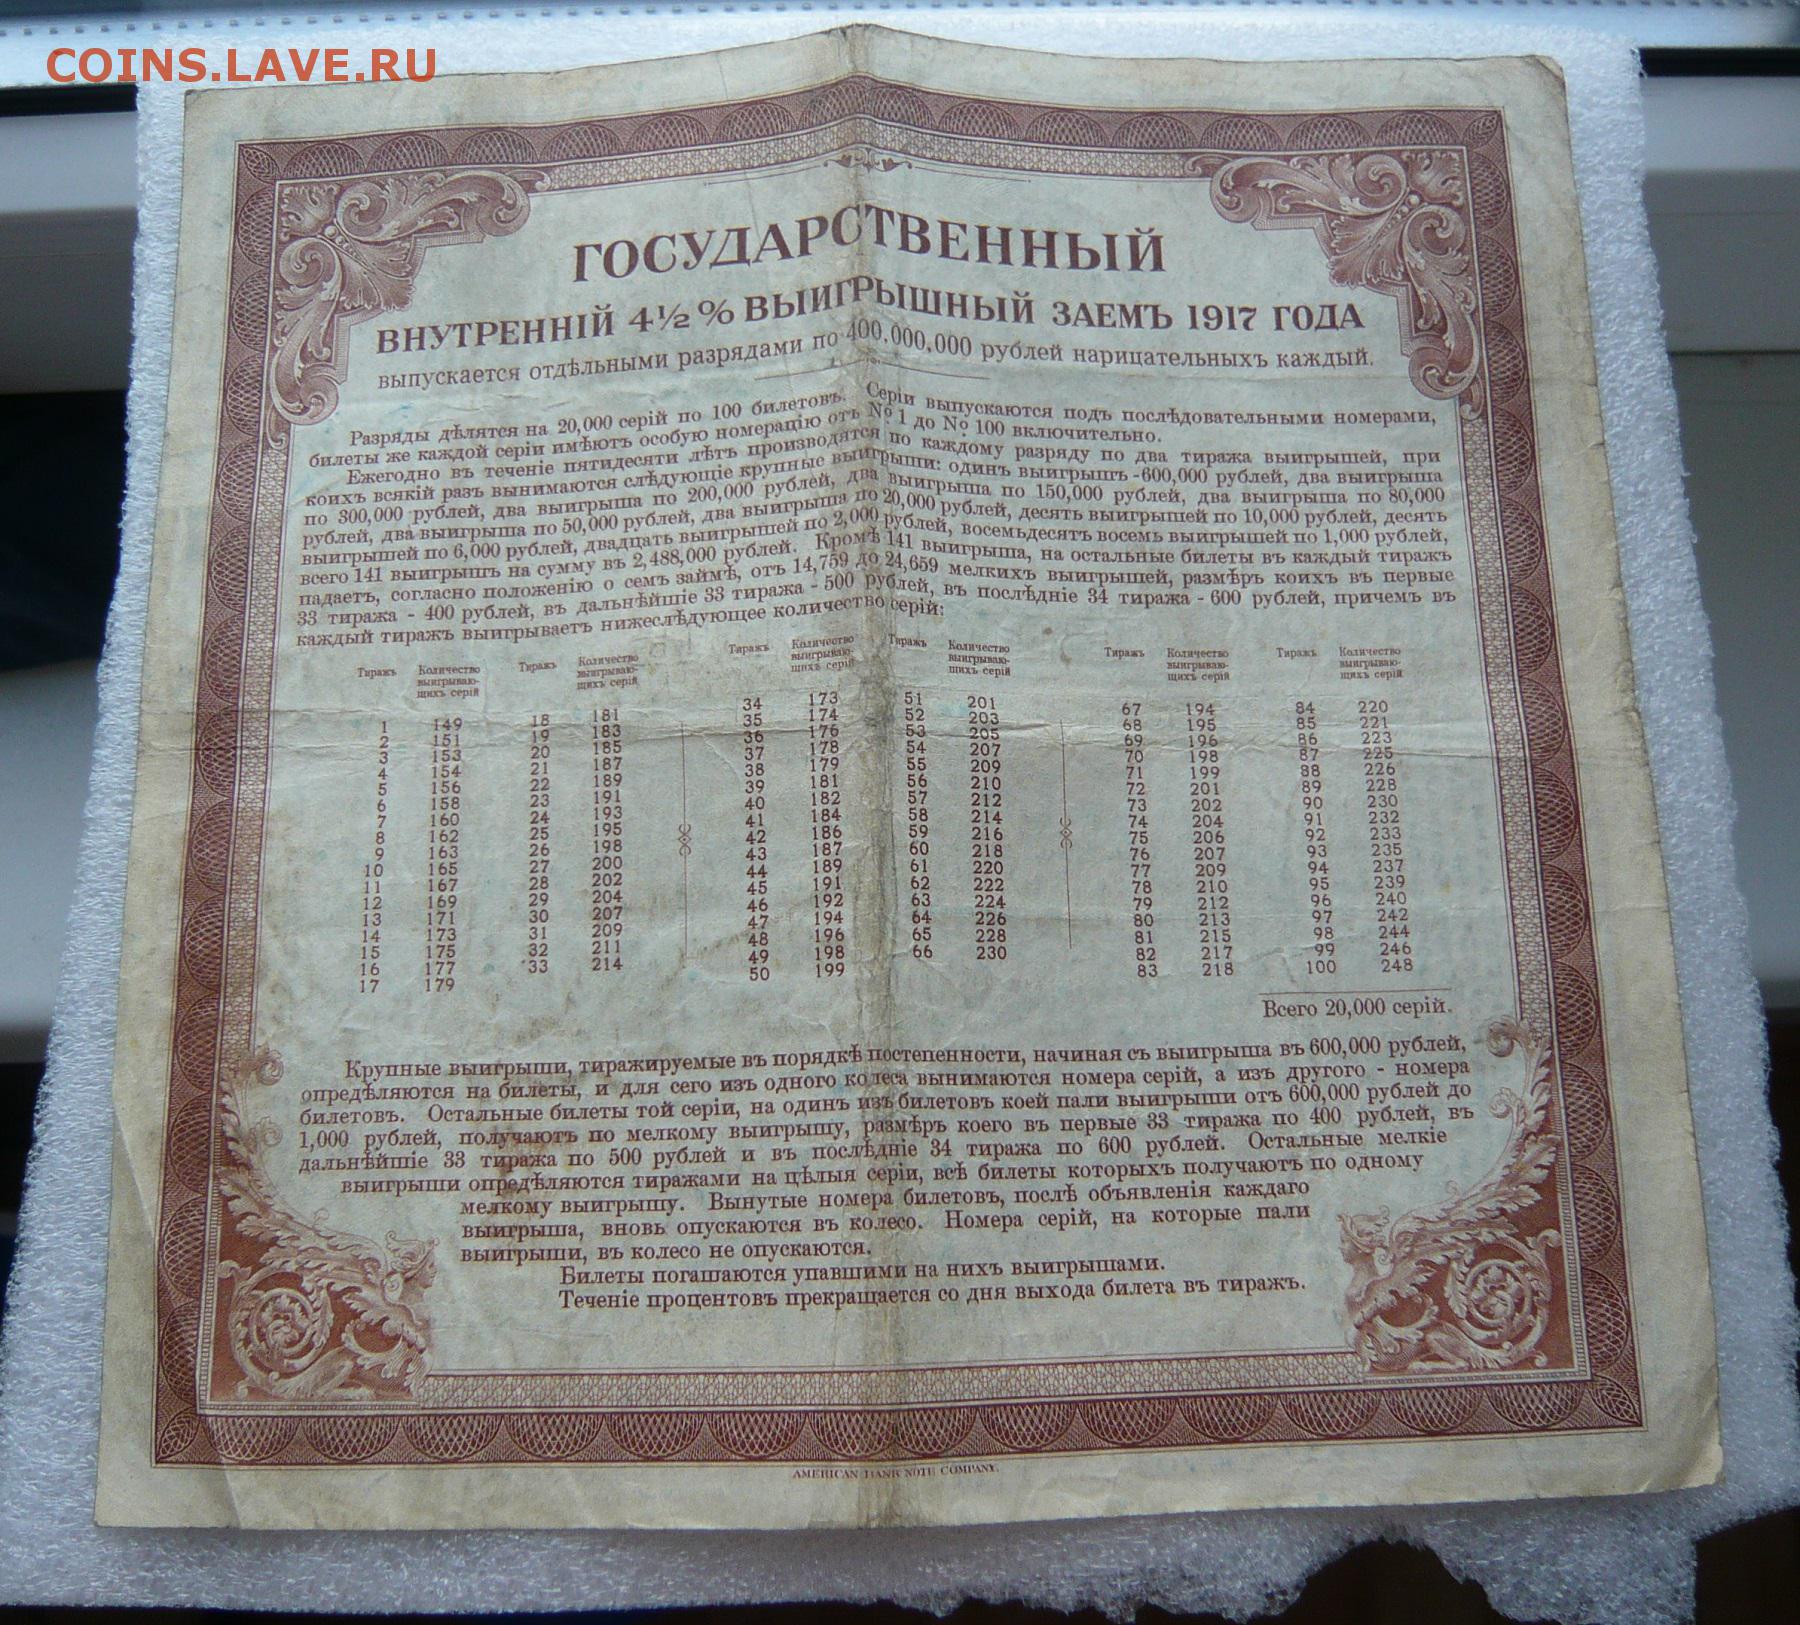 COINS.LAVE.RU
ГОСУДАРСТВЕННЫЙ
ВНУТРЕННІЙ 4½% ВЫИГРЫШНЫЙ ЗАЕМЪ 1917 ГОДА
выпускается отдѣльными разрядами по 400,000,000 рублей нарицательныхъ каждый.
Разряды дѣлятся на 20,000 серій по 100 билетовъ. Серіи выпускаются подъ послѣдовательными номерами,
билеты же каждой серіи имѣютъ особую номерацію отъ № 1 до № 100 включительно.
Ежегодно въ теченіе пятидесяти лѣтъ производятся по каждому разряду по два тиража выигрышей, при
коихъ всякій разъ вынимаются слѣдующіе крупные выигрыши: одинъ выигрышъ - 600,000 рублей, два выигрыша
по 300,000 рублей, два выигрыша по 200,000 рублей, два выигрыша по 150,000 рублей, два выигрыша по 80,000
рублей, два выигрыша по 50,000 рублей, два выигрыша по 20,000 рублей, десять выигрышей по 10,000 рублей, десять
выигрышей по 6,000 рублей, двадцать выигрышей по 2,000 рублей, восемьдесятъ восемь выигрышей по 1,000 рублей,
всего 141 выигрышъ на сумму въ 2,488,000 рублей. Кромѣ 141 выигрыша, на остальные билеты въ каждый тиражъ
падаетъ, согласно положенію о семъ займѣ, отъ 14,759 до 24,659 мелкихъ выигрышей, размѣръ коихъ въ первые
33 тиража - 400 рублей, въ дальнѣйшіе 33 тиража - 500 рублей, въ послѣдніе 34 тиража - 600 рублей, причемъ въ
каждый тиражъ выигрываетъ нижеслѣдующее количество серій:
Тиражъ Количество Тиражъ Количество Тиражъ Количество Тиражъ Количество Тиражъ Количество Тиражъ Количество
выигрываю- выигрываю- выигрываю- выигрываю- выигрываю- выигрываю-
щихъ серій щихъ серій щихъ серій щихъ серій щихъ серій щихъ серій
1 149 18 181 34 173 51 201 67 194 84 220
2 151 19 183 35 174 52 203 68 195 85 221
3 153 20 185 36 176 53 205 69 196 86 223
4 154 21 187 37 178 54 207 70 198 87 225
5 156 22 189 38 179 55 209 71 199 88 226
6 158 23 191 39 181 56 210 72 201 89 228
7 160 24 193 40 182 57 212 73 202 90 230
8 162 25 195 41 184 58 214 74 204 91 232
9 163 26 198 42 186 59 216 75 206 92 233
10 165 27 200 43 187 60 218 76 207 93 235
11 167 28 202 44 189 61 220 77 209 94 237
12 169 29 204 45 191 62 222 78 210 95 239
13 171 30 207 46 192 63 224 79 212 96 240
14 173 31 209 47 194 64 226 80 213 97 242
15 175 32 211 48 196 65 228 81 215 98 244
16 177 33 214 49 198 66 230 82 217 99 246
17 179 50 199 83 218 100 248
Всего 20,000 серій.
Крупные выигрыши, тиражируемые въ порядкѣ постепенности, начиная съ выигрыша въ 600,000 рублей,
опредѣляются на билеты, и для сего изъ одного колеса вынимаются номера серій, а изъ другого - номера
билетовъ. Остальные билеты той серіи, на одинъ изъ билетовъ коей пали выигрыши отъ 600,000 рублей до
1,000 рублей, получаютъ по мелкому выигрышу, размѣръ коего въ первые 33 тиража по 400 рублей, въ
дальнѣйшіе 33 тиража по 500 рублей и въ послѣдніе 34 тиража по 600 рублей. Остальные мелкіе
выигрыши опредѣляются тиражами на цѣлыя серіи, всѣ билеты которыхъ получаютъ по одному
мелкому выигрышу. Вынутые номера билетовъ, послѣ объявленія каждаго
выигрыша, вновь опускаются въ колесо. Номера серій, на которые пали
выигрыши, въ колесо не опускаются.
Билеты погашаются упавшими на нихъ выигрышами.
Теченіе процентовъ прекращается со дня выхода билета въ тиражъ.
AMERICAN BANK NOTE COMPANY.